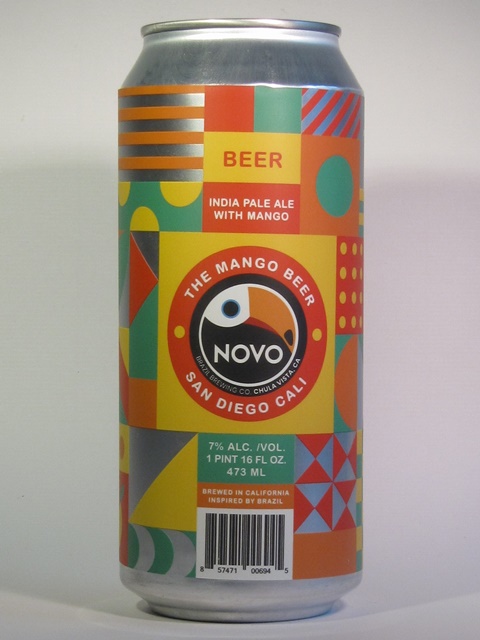 BEER
INDIA PALE ALE
WITH MANGO
THE MANGO BEER
NOVO
BRAZIL BREWING CO. CHULA VISTA, CA
SAN DIEGO CALI
7% ALC. /VOL.
1 PINT 16 FL OZ.
473 ML
BREWED IN CALIFORNIA
INSPIRED BY BRAZIL
8 57471 00694 5